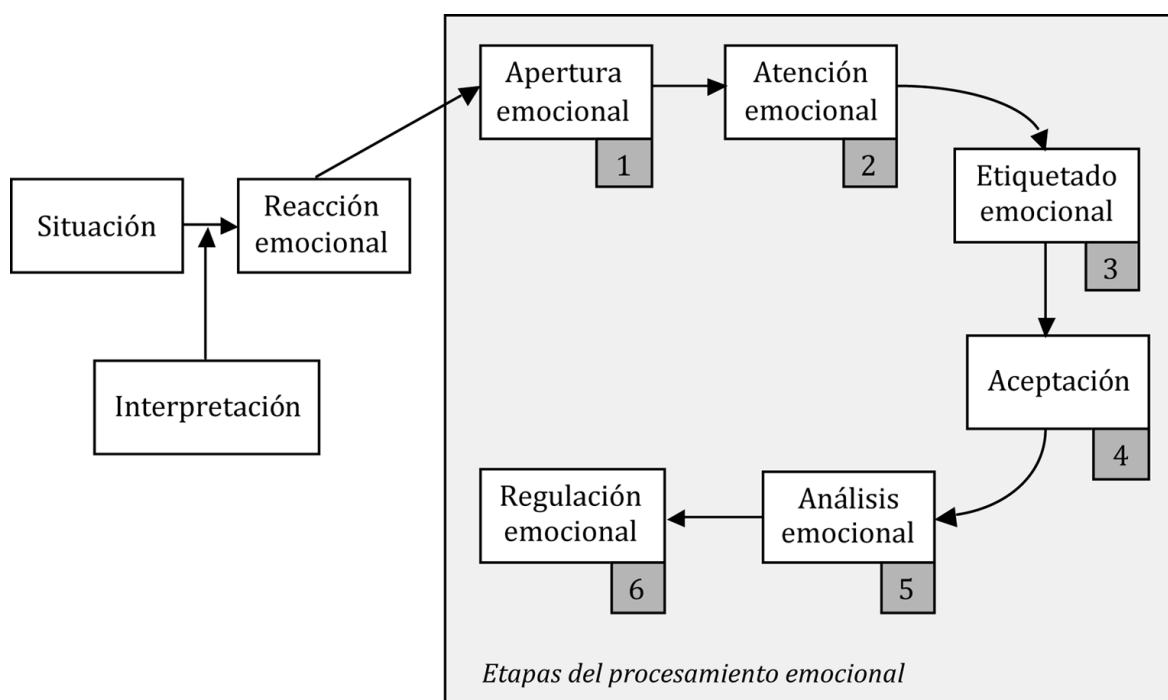 Situación
Interpretación
Reacción
emocional
Apertura
emocional
1
Atención
emocional
2
Etiquetado
emocional
3
Aceptación
4
Análisis
emocional
5
Regulación
emocional
6
Etapas del procesamiento emocional